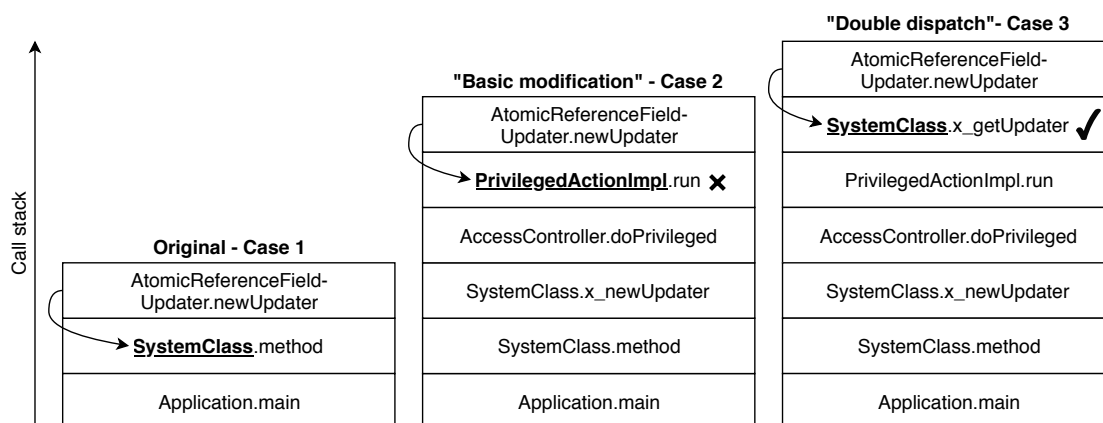 Call stack
Original - Case 1
AtomicReferenceField-
Updater.newUpdater
SystemClass.method
Application.main
"Basic modification" - Case 2
AtomicReferenceField-
Updater.newUpdater
PrivilegedActionImpl.run
AccessController.doPrivileged
SystemClass.x_newUpdater
SystemClass.method
Application.main
"Double dispatch"- Case 3
AtomicReferenceField-
Updater.newUpdater
SystemClass.x_getUpdater
PrivilegedActionImpl.run
AccessController.doPrivileged
SystemClass.x_newUpdater
SystemClass.method
Application.main